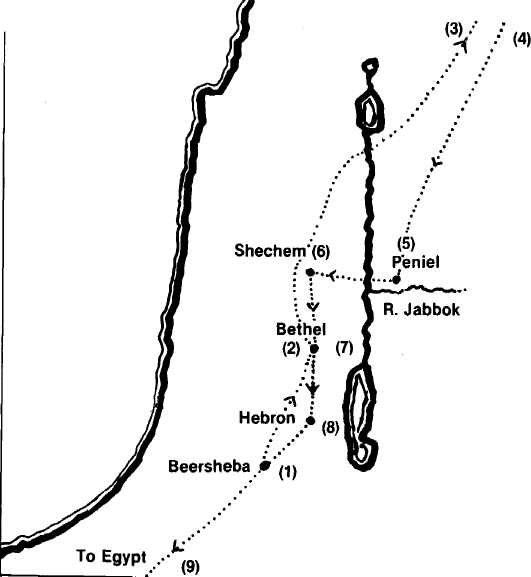 (3)
(4)
(5)
Shechem (6)
Peniel
R. Jabbok
Bethel
(2) (7)
Hebron
(8)
Beersheba (1)
To Egypt
(9)